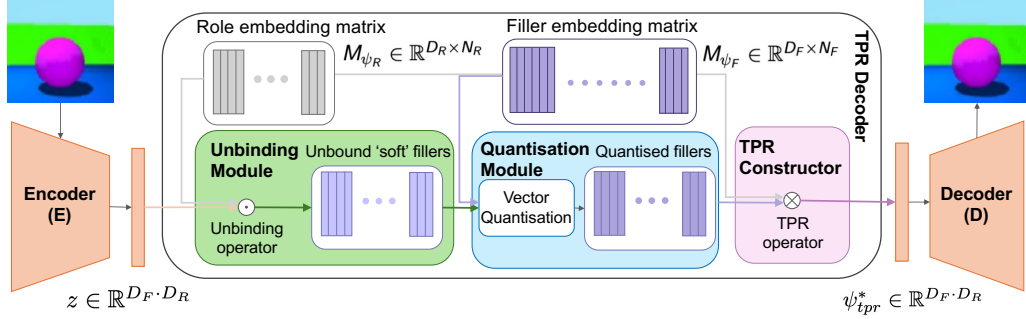 Role embedding matrix
Filler embedding matrix
M_{ψ_R} ∈ ℝ^{D_R×N_R}
M_{ψ_F} ∈ ℝ^{D_F×N_F}
TPR Decoder
Unbinding
Module
Unbound ‘soft’ fillers
Quantisation
Module
Quantised fillers
TPR
Constructor
Encoder
(E)
Vector
Quantisation
Decoder
(D)
Unbinding
operator
TPR
operator
z ∈ ℝ^{D_F·D_R}
ψ^*_{tpr} ∈ ℝ^{D_F·D_R}